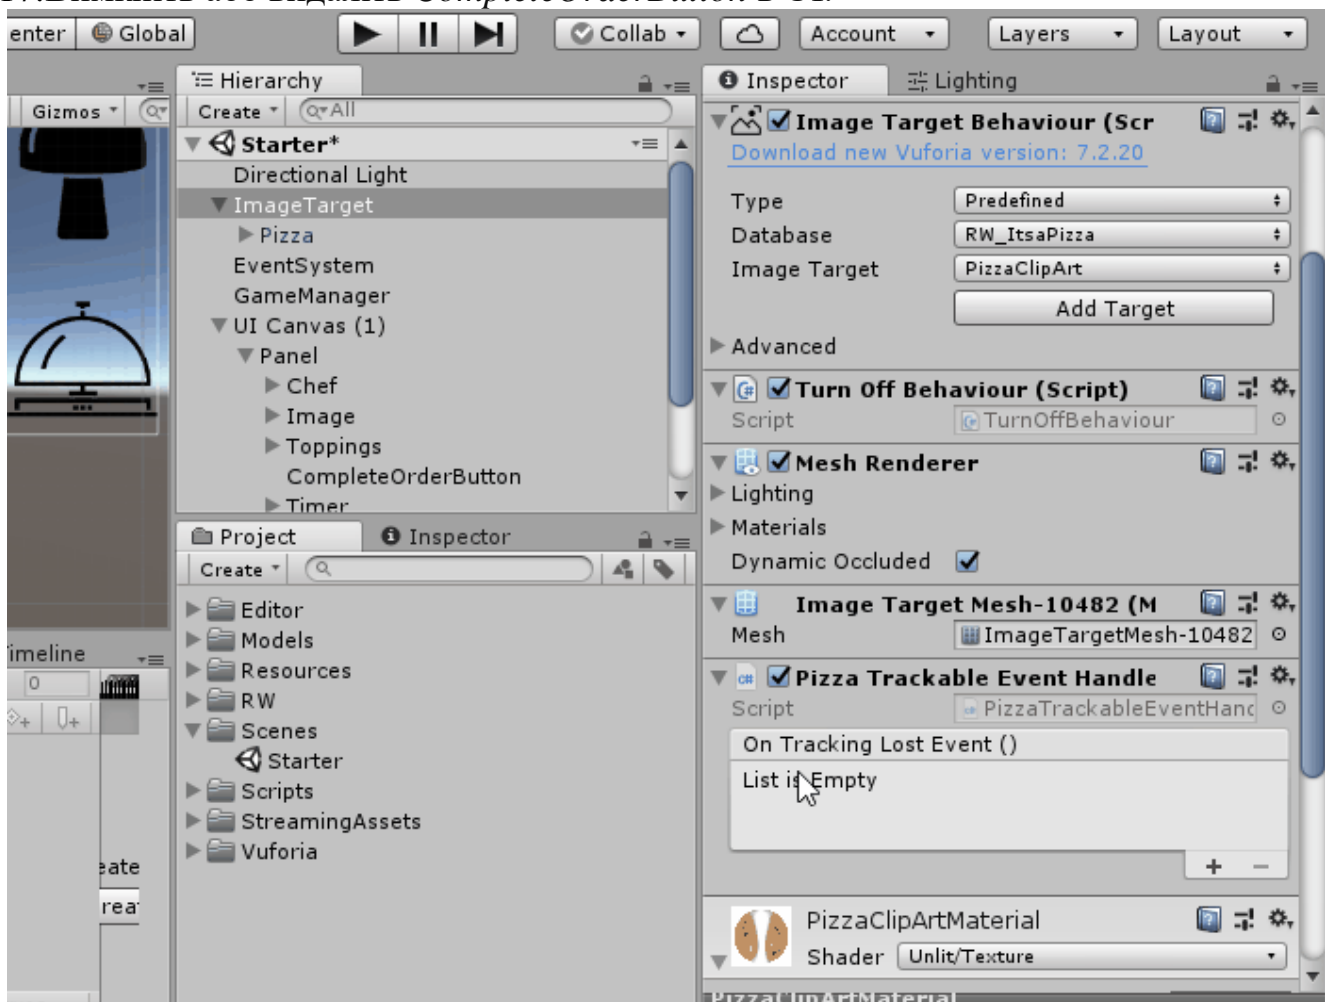 CompleteOrderButton
enter Global Collab Account Layers Layout
Hierarchy
Inspector Lighting
Gizmos
Create All
Starter*
Directional Light
ImageTarget
Pizza
EventSystem
GameManager
UI Canvas (1)
Panel
Chef
Image
Toppings
CompleteOrderButton
Timer
Project Inspector
Create
Editor
Models
Resources
RW
Scenes
Starter
Scripts
StreamingAssets
Vuforia
imeline
0
eate
rea
Image Target Behaviour (Scr
Download new Vuforia version: 7.2.20
Type Predefined
Database RW_ItsaPizza
Image Target PizzaClipArt
Add Target
Advanced
Turn Off Behaviour (Script)
Script TurnOffBehaviour
Mesh Renderer
Lighting
Materials
Dynamic Occluded
Image Target Mesh-10482 (M
Mesh ImageTargetMesh-10482
Pizza Trackable Event Handle
Script PizzaTrackableEventHand
On Tracking Lost Event ()
List is Empty
+ −
PizzaClipArtMaterial
Shader Unlit/Texture
PizzaClipArtMaterial